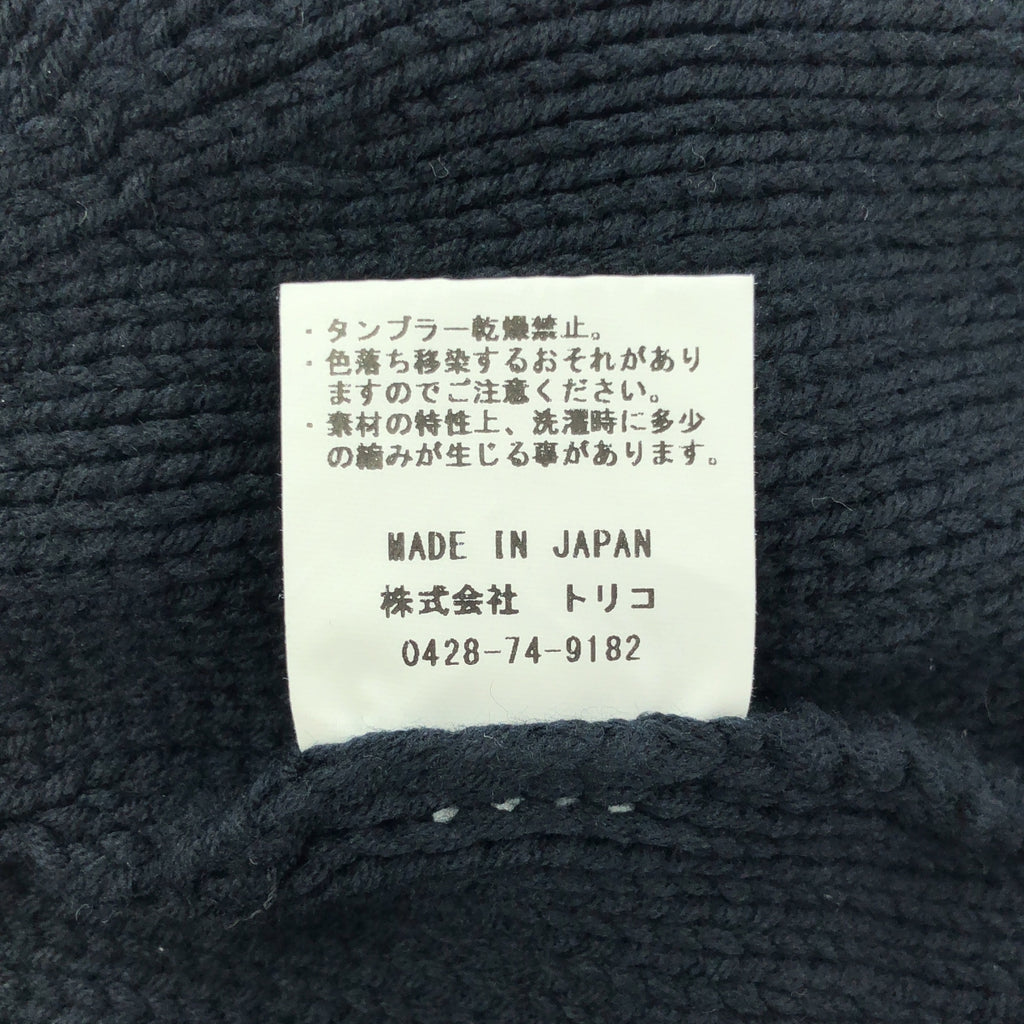 ・タンブラー乾燥禁止。
・色落ち移染するおそれがあり
ますのでご注意ください。
・素材の特性上、洗濯時に多少
の縮みが生じる事があります。
MADE IN JAPAN
株式会社　トリコ
0428-74-9182